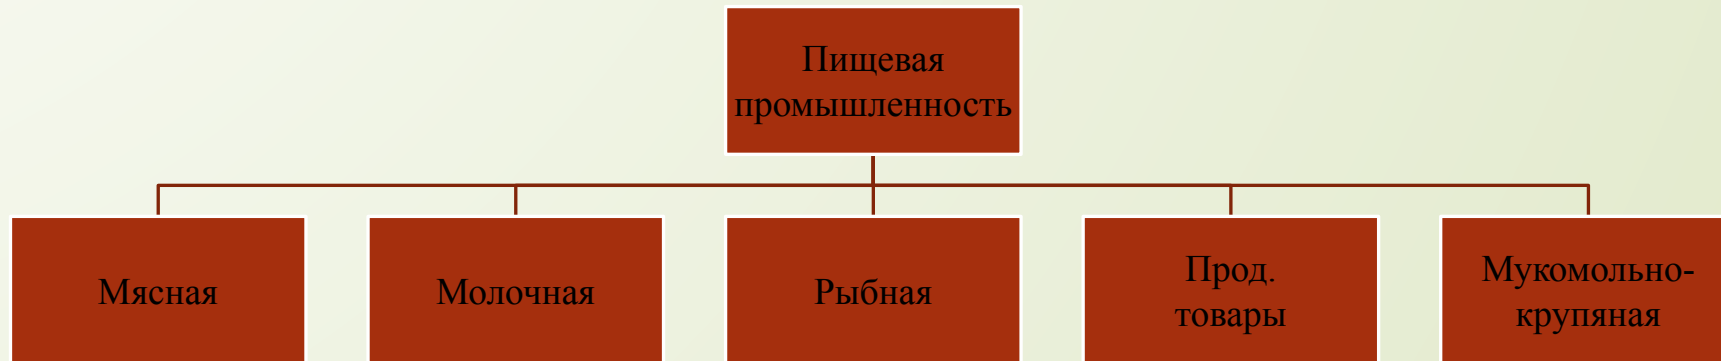 Пищевая
промышленность
Мясная
Молочная
Рыбная
Прод.
товары
Мукомольно-
крупяная